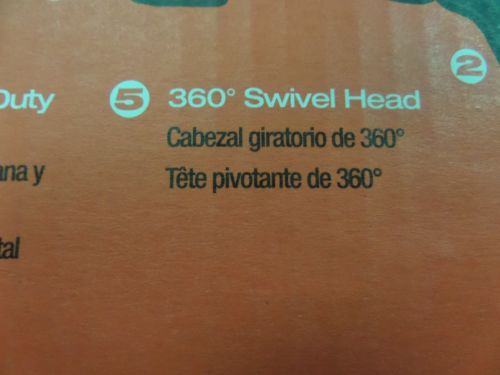 2
Duty
5 360° Swivel Head
Cabezal giratorio de 360°
ana y
Tête pivotante de 360°
tal